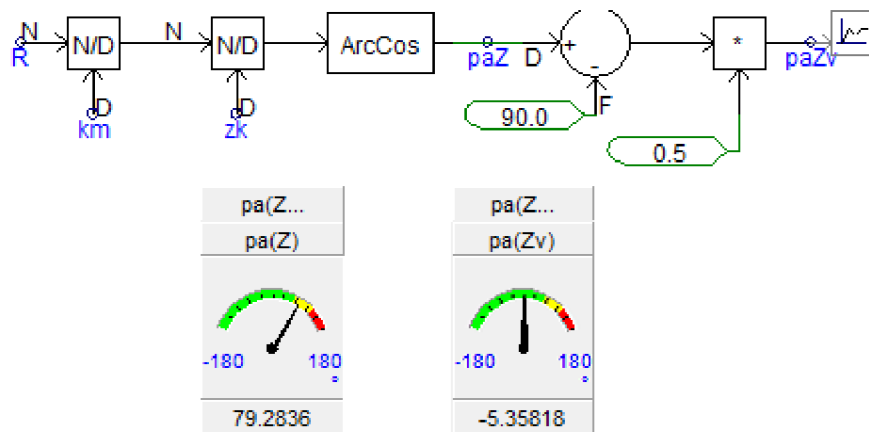 N N D
R N/D N/D ArcCos paZ D + - * paZv
D D F
km zk 90.0 0.5
pa(Z... pa(Z...
pa(Z) pa(Zv)
-180 180 -180 180
° °
79.2836 -5.35818